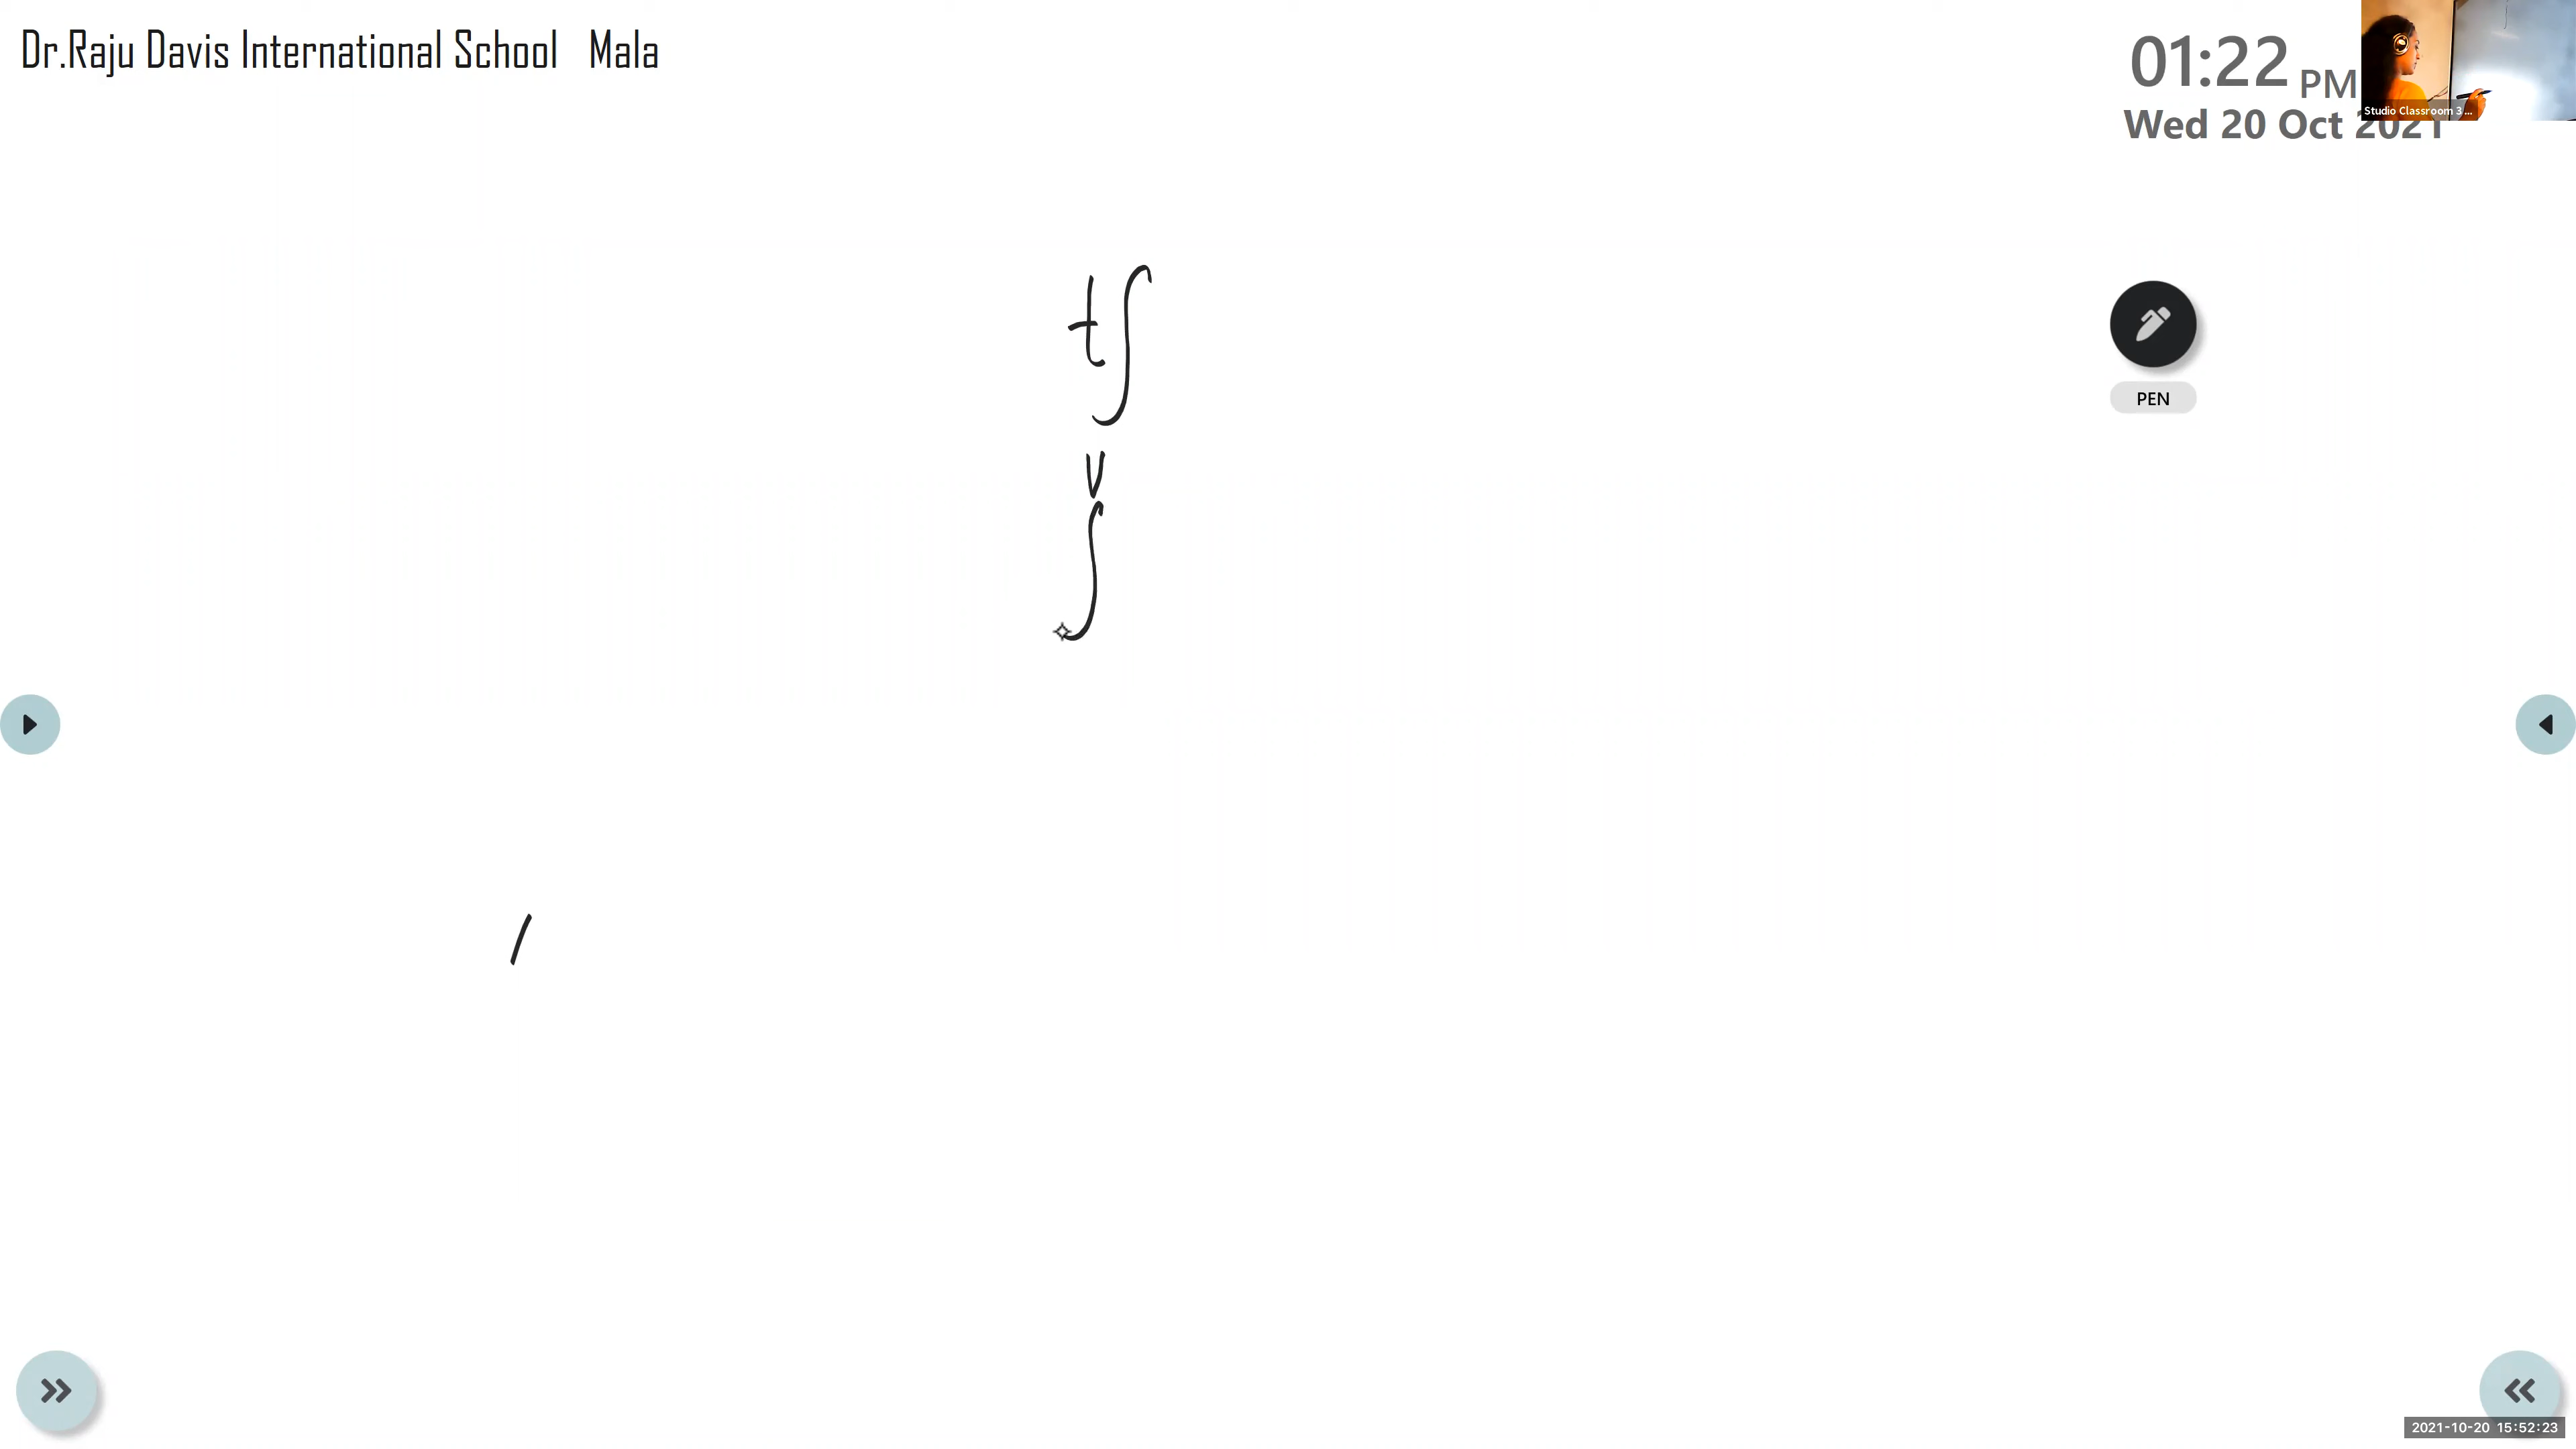 Dr.Raju Davis International School Mala
01:22 PM
Wed 20 Oct 2021
Studio Classroom 3 ...
tʃ
PEN
v
ʃ
/
2021-10-20 15:52:23